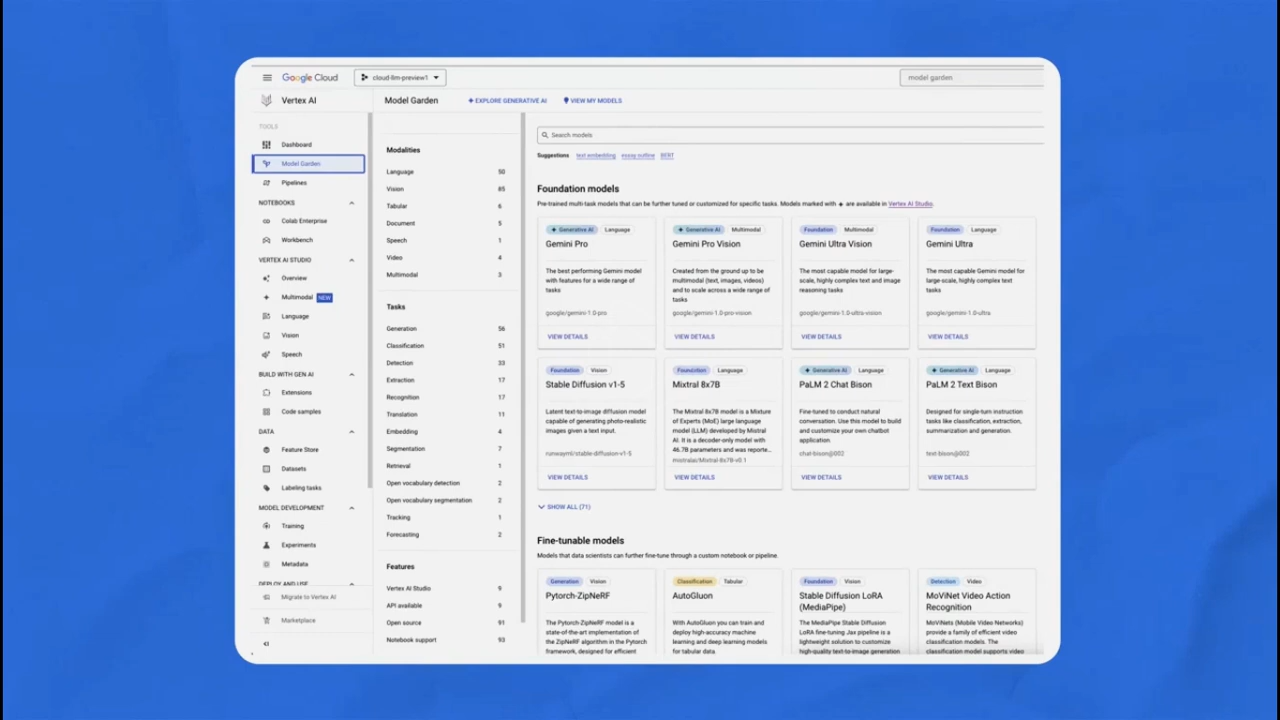 Google Cloud
cloud-llm-preview1
model garden
Vertex AI
Model Garden
EXPLORE GENERATIVE AI
VIEW MY MODELS
TOOLS
Dashboard
Model Garden
Pipelines
NOTEBOOKS
Colab Enterprise
Workbench
VERTEX AI STUDIO
Overview
Multimodal NEW
Language
Vision
Speech
BUILD WITH GEN AI
Extensions
Code samples
DATA
Feature Store
Datasets
Labeling tasks
MODEL DEVELOPMENT
Training
Experiments
Metadata
DEPLOY AND USE
Migrate to Vertex AI
Marketplace
Modalities
Language 50
Vision 85
Tabular 6
Document 5
Speech 1
Video 4
Multimodal 3
Tasks
Generation 56
Classification 51
Detection 33
Extraction 17
Recognition 17
Translation 11
Embedding 4
Segmentation 7
Retrieval 1
Open vocabulary detection 2
Open vocabulary segmentation 2
Tracking 1
Forecasting 2
Features
Vertex AI Studio 9
API available 9
Open source 91
Notebook support 93
Search models
Suggestions text embedding essay outline BERT
Foundation models
Pre-trained multi-task models that can be further tuned or customized for specific tasks. Models marked with are available in Vertex AI Studio.
Generative AI Language
Gemini Pro
The best performing Gemini model
with features for a wide range of
tasks
google/gemini-1.0-pro
VIEW DETAILS
Generative AI Multimodal
Gemini Pro Vision
Created from the ground up to be
multimodal (text, images, videos)
and to scale across a wide range of
tasks
google/gemini-1.0-pro-vision
VIEW DETAILS
Foundation Multimodal
Gemini Ultra Vision
The most capable model for large-
scale, highly complex text and image
reasoning tasks
google/gemini-1.0-ultra-vision
VIEW DETAILS
Foundation Language
Gemini Ultra
The most capable Gemini model for
large-scale, highly complex text
tasks
google/gemini-1.0-ultra
VIEW DETAILS
Foundation Vision
Stable Diffusion v1-5
Latent text-to-image diffusion model
capable of generating photo-realistic
images given a text input.
runwayml/stable-diffusion-v1-5
VIEW DETAILS
Foundation Language
Mixtral 8x7B
The Mixtral 8x7B model is a Mixture
of Experts (MoE) large language
model (LLM) developed by Mistral
AI. It is a decoder-only model with
46.7B parameters and was reporte...
mistralai/Mixtral-8x7B-v0.1
VIEW DETAILS
Generative AI Language
PaLM 2 Chat Bison
Fine-tuned to conduct natural
conversation. Use this model to build
and customize your own chatbot
application.
chat-bison@002
VIEW DETAILS
Generative AI Language
PaLM 2 Text Bison
Designed for single-turn instruction
tasks like classification, extraction,
summarization and generation.
text-bison@002
VIEW DETAILS
SHOW ALL (71)
Fine-tunable models
Models that data scientists can further fine-tune through a custom notebook or pipeline.
Generation Vision
Pytorch-ZipNeRF
The Pytorch-ZipNeRF model is a
state-of-the-art implementation of
the ZipNeRF algorithm in the Pytorch
framework, designed for efficient
Classification Tabular
AutoGluon
With AutoGluon you can train and
deploy high-accuracy machine
learning and deep learning models
for tabular data.
Foundation Vision
Stable Diffusion LoRA
(MediaPipe)
The MediaPipe Stable Diffusion
LoRA fine-tuning Jax pipeline is a
lightweight solution to customize
high-quality text-to-image generation
Detection Video
MoViNet Video Action
Recognition
MoViNets (Mobile Video Networks)
provide a family of efficient video
classification models. The
classification model supports video